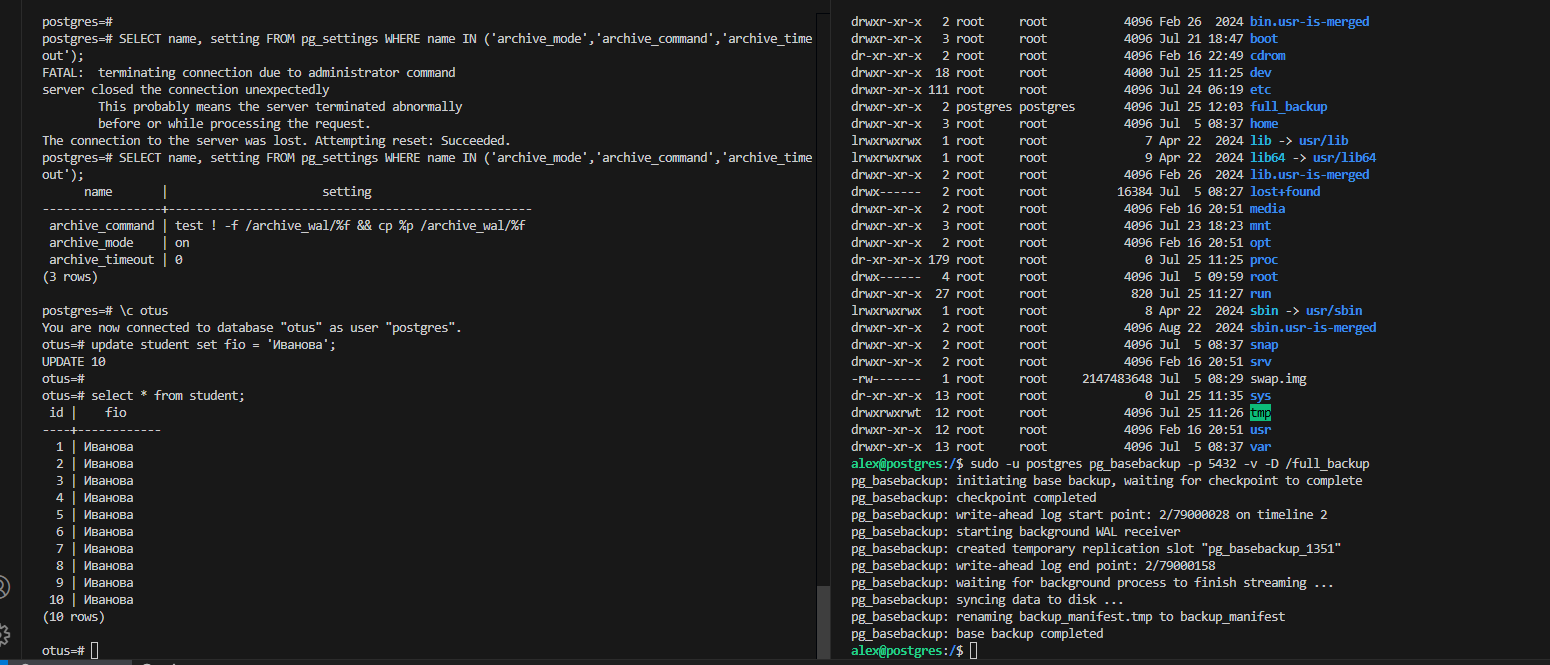 postgres=#
postgres=# SELECT name, setting FROM pg_settings WHERE name IN ('archive_mode','archive_command','archive_time
out');
FATAL:  terminating connection due to administrator command
server closed the connection unexpectedly
        This probably means the server terminated abnormally
        before or while processing the request.
The connection to the server was lost. Attempting reset: Succeeded.
postgres=# SELECT name, setting FROM pg_settings WHERE name IN ('archive_mode','archive_command','archive_time
out');
      name       |                      setting
-----------------+----------------------------------------------------
 archive_command | test ! -f /archive_wal/%f && cp %p /archive_wal/%f
 archive_mode    | on
 archive_timeout | 0
(3 rows)

postgres=# \c otus
You are now connected to database "otus" as user "postgres".
otus=# update student set fio = 'Иванова';
UPDATE 10
otus=#
otus=# select * from student;
 id |    fio
----+------------
  1 | Иванова
  2 | Иванова
  3 | Иванова
  4 | Иванова
  5 | Иванова
  6 | Иванова
  7 | Иванова
  8 | Иванова
  9 | Иванова
 10 | Иванова
(10 rows)

otus=#
drwxr-xr-x   2 root     root           4096 Feb 26  2024 bin.usr-is-merged
drwxr-xr-x   3 root     root           4096 Jul 21 18:47 boot
dr-xr-xr-x   2 root     root           4096 Feb 16 22:49 cdrom
drwxr-xr-x  18 root     root           4000 Jul 25 11:25 dev
drwxr-xr-x 111 root     root           4096 Jul 24 06:19 etc
drwxr-xr-x   2 postgres postgres       4096 Jul 25 12:03 full_backup
drwxr-xr-x   3 root     root           4096 Jul  5 08:37 home
lrwxrwxrwx   1 root     root              7 Apr 22  2024 lib -> usr/lib
lrwxrwxrwx   1 root     root              9 Apr 22  2024 lib64 -> usr/lib64
drwxr-xr-x   2 root     root           4096 Feb 26  2024 lib.usr-is-merged
drwx------   2 root     root          16384 Jul  5 08:27 lost+found
drwxr-xr-x   2 root     root           4096 Feb 16 20:51 media
drwxr-xr-x   3 root     root           4096 Jul 23 18:23 mnt
drwxr-xr-x   2 root     root           4096 Feb 16 20:51 opt
dr-xr-xr-x 179 root     root              0 Jul 25 11:25 proc
drwx------   4 root     root           4096 Jul  5 09:59 root
drwxr-xr-x  27 root     root            820 Jul 25 11:27 run
lrwxrwxrwx   1 root     root              8 Apr 22  2024 sbin -> usr/sbin
drwxr-xr-x   2 root     root           4096 Aug 22  2024 sbin.usr-is-merged
drwxr-xr-x   2 root     root           4096 Jul  5 08:37 snap
drwxr-xr-x   2 root     root           4096 Feb 16 20:51 srv
-rw-------   1 root     root     2147483648 Jul  5 08:29 swap.img
dr-xr-xr-x  13 root     root              0 Jul 25 11:35 sys
drwxrwxrwt  12 root     root           4096 Jul 25 11:26 tmp
drwxr-xr-x  12 root     root           4096 Feb 16 20:51 usr
drwxr-xr-x  13 root     root           4096 Jul  5 08:37 var
alex@postgres:/$ sudo -u postgres pg_basebackup -p 5432 -v -D /full_backup
pg_basebackup: initiating base backup, waiting for checkpoint to complete
pg_basebackup: checkpoint completed
pg_basebackup: write-ahead log start point: 2/79000028 on timeline 2
pg_basebackup: starting background WAL receiver
pg_basebackup: created temporary replication slot "pg_basebackup_1351"
pg_basebackup: write-ahead log end point: 2/79000158
pg_basebackup: waiting for background process to finish streaming ...
pg_basebackup: syncing data to disk ...
pg_basebackup: renaming backup_manifest.tmp to backup_manifest
pg_basebackup: base backup completed
alex@postgres:/$